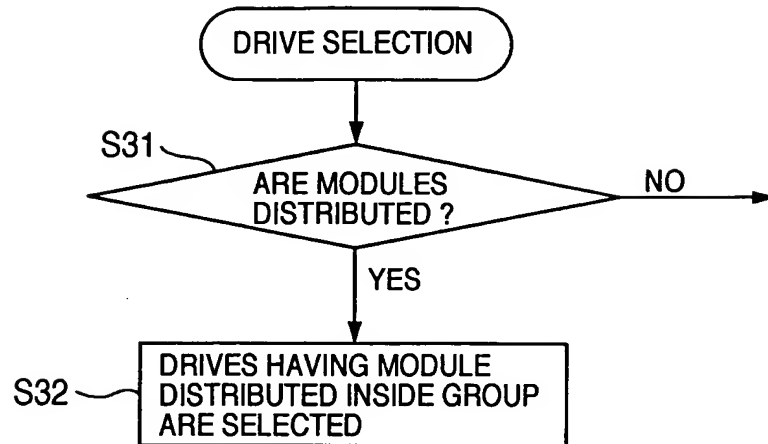 DRIVE SELECTION
S31
ARE MODULES
DISTRIBUTED ?
NO
YES
S32
DRIVES HAVING MODULE
DISTRIBUTED INSIDE GROUP
ARE SELECTED